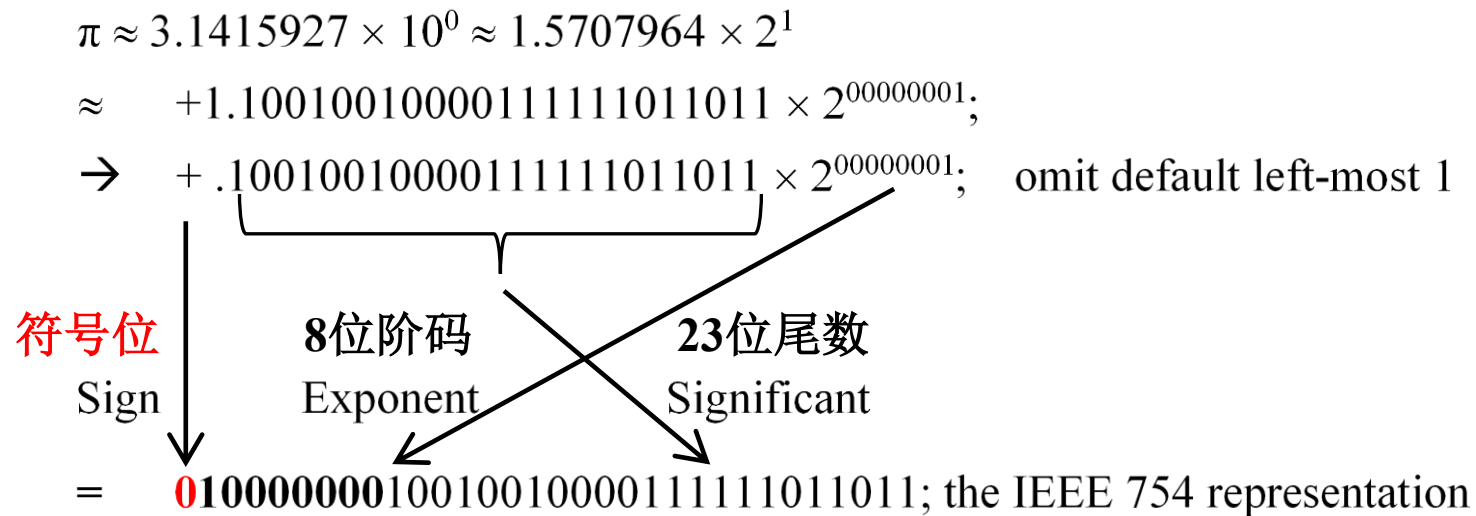 π ≈ 3.1415927 × 10⁰ ≈ 1.5707964 × 2¹
≈ +1.10010010000111111011011 × 2⁰⁰⁰⁰⁰⁰⁰¹;
→ + .10010010000111111011011 × 2⁰⁰⁰⁰⁰⁰⁰¹; omit default left-most 1
符号位 8位阶码 23位尾数
Sign Exponent Significant
= 01000000010010010000111111011011; the IEEE 754 representation